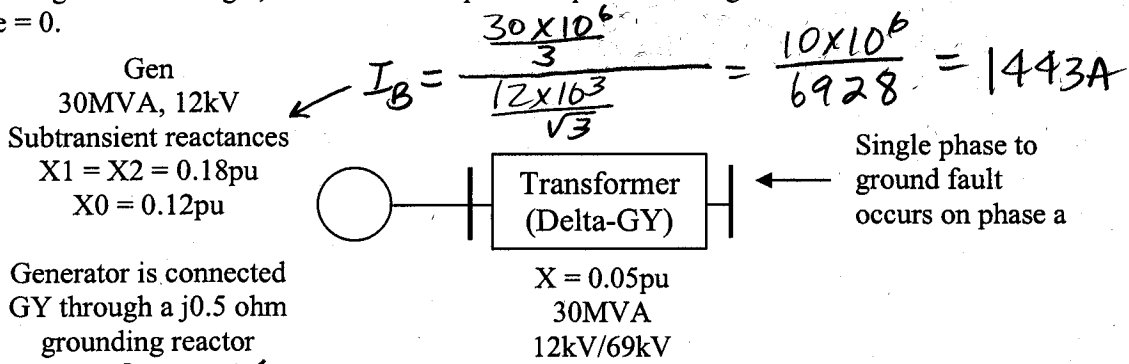 e = 0.
I_B = (30×10^6 / 3) / (12×10^3 / √3) = 10×10^6 / 6928 = 1443A
Gen
30MVA, 12kV
Subtransient reactances
X1 = X2 = 0.18pu
X0 = 0.12pu
Transformer
(Delta-GY)
Single phase to
ground fault
occurs on phase a
Generator is connected
GY through a j0.5 ohm
grounding reactor
X = 0.05pu
30MVA
12kV/69kV